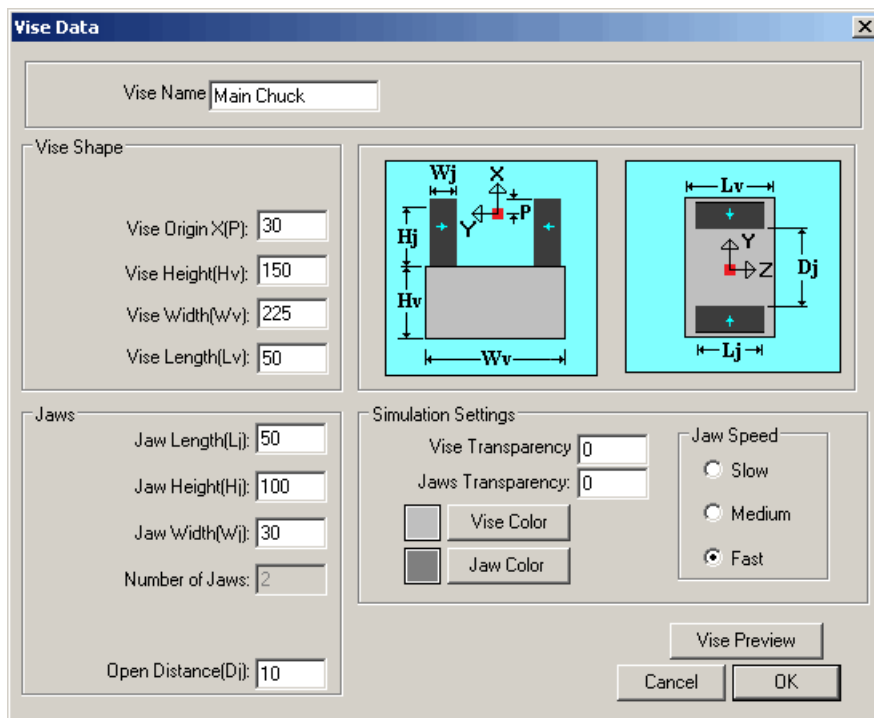 Vise Data
Vise Name Main Chuck
Vise Shape
Vise Origin X(P): 30
Vise Height(Hv): 150
Vise Width(Wv): 225
Vise Length(Lv): 50
Wj X
P
Y
Hj
Hv
Wv
Lv
Y
Z
Dj
Lj
Jaws
Jaw Length(Lj): 50
Jaw Height(Hj): 100
Jaw Width(Wj): 30
Number of Jaws: 2
Open Distance(Dj): 10
Simulation Settings
Vise Transparency 0
Jaws Transparency: 0
Vise Color
Jaw Color
Jaw Speed
Slow
Medium
Fast
Vise Preview
Cancel OK